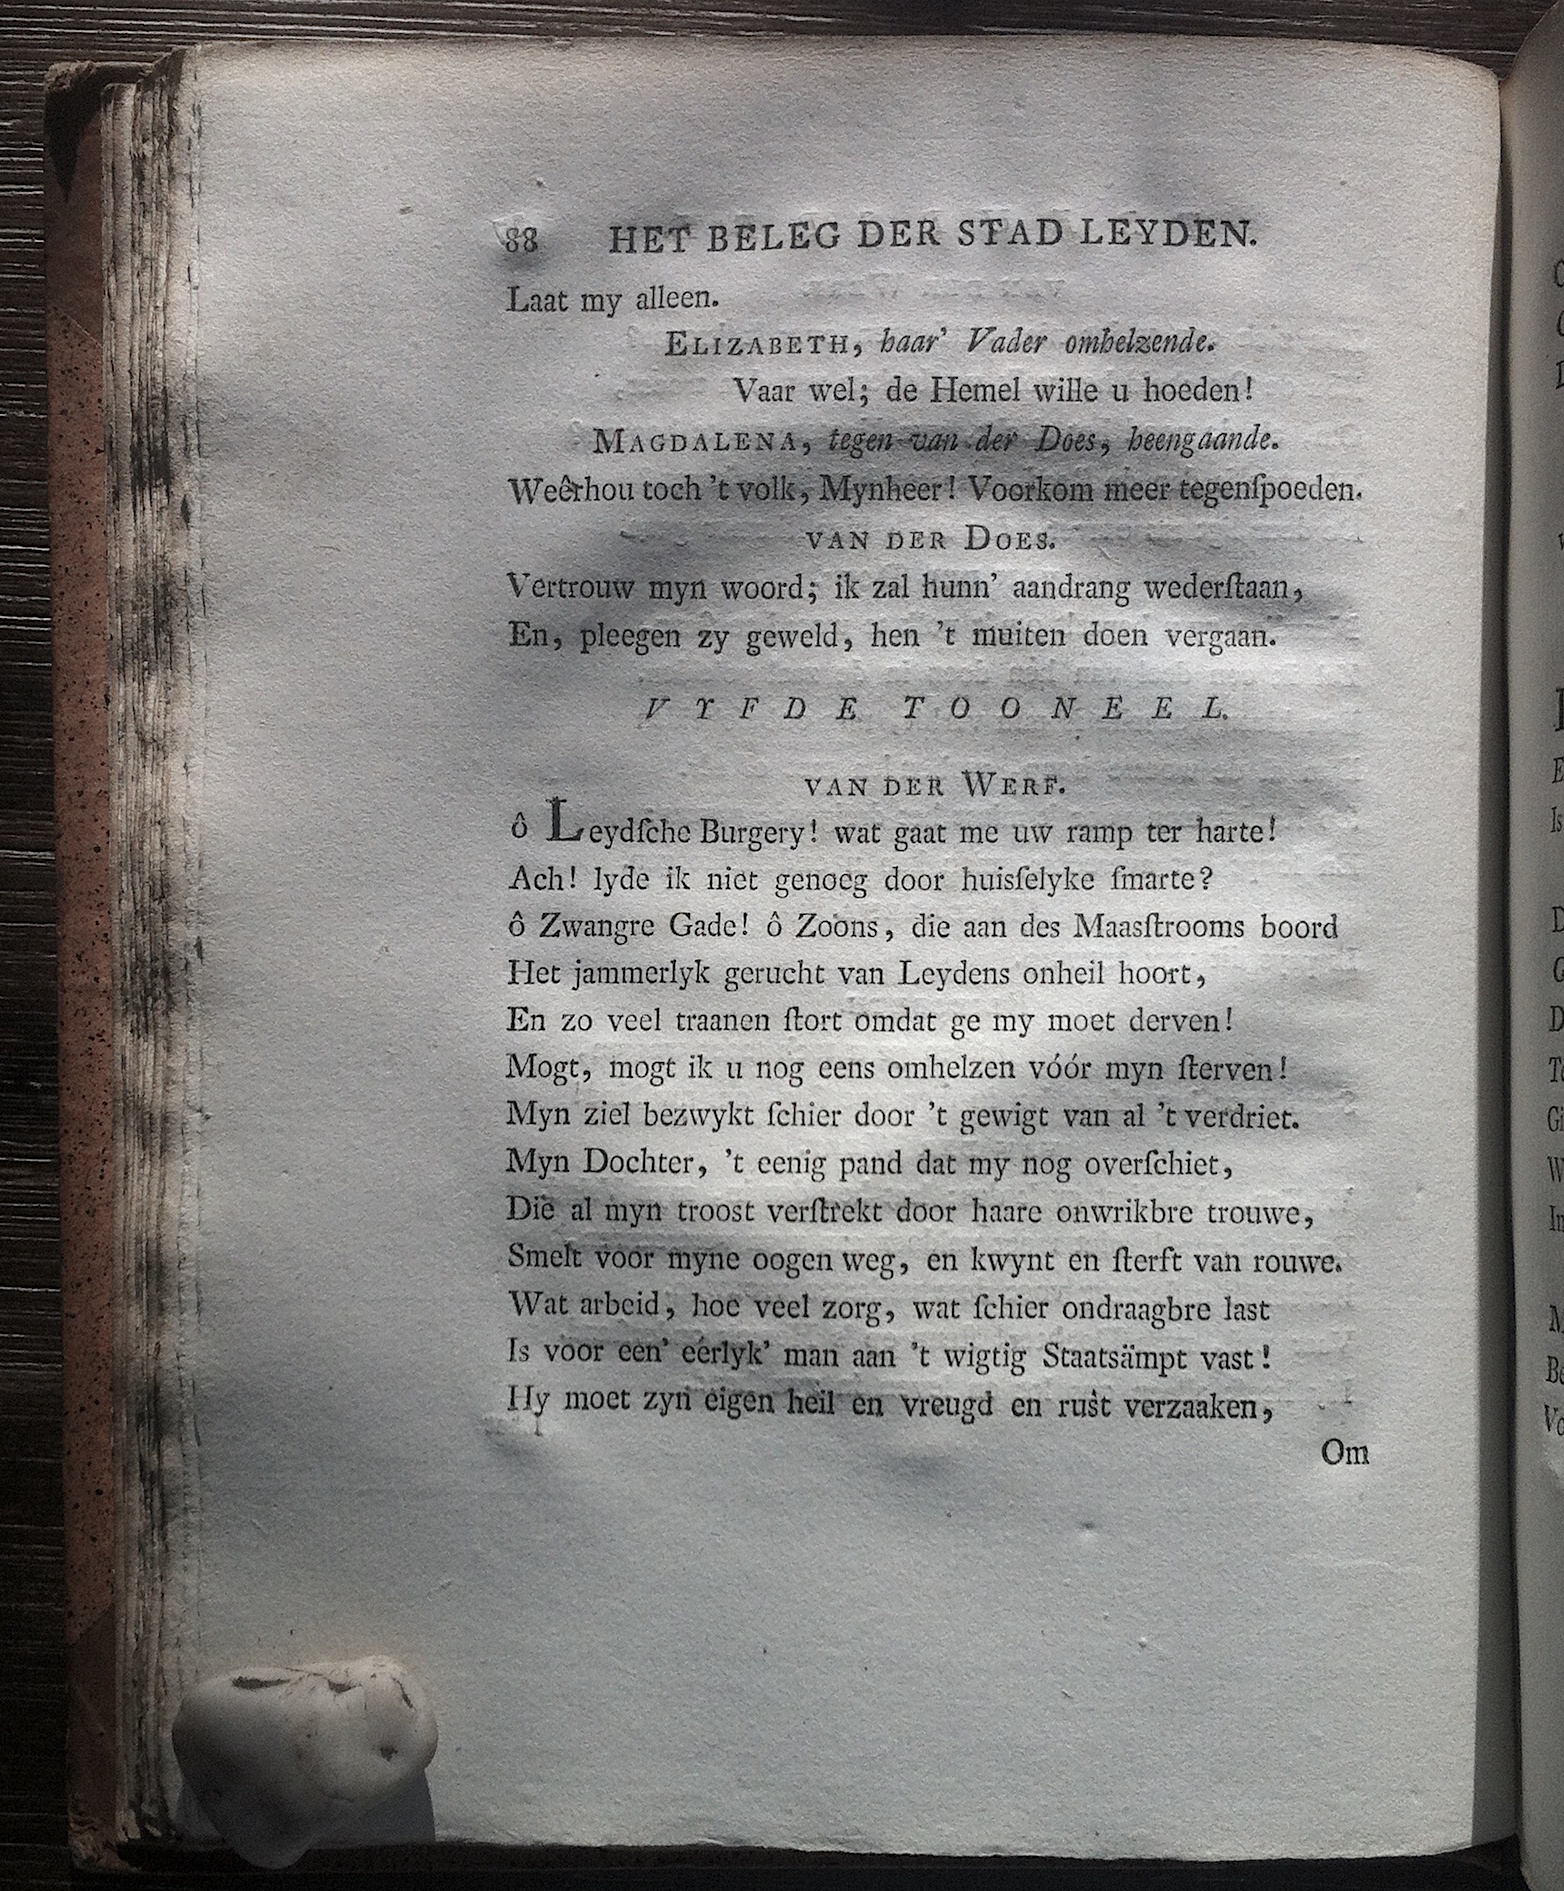 88 HET BELEG DER STAD LEYDEN.
Laat my alleen.
ELIZABETH, haar' Vader omhelzende.
Vaar wel; de Hemel wille u hoeden!
MAGDALENA, tegen van der Does, heengaande.
Weêrhou toch 't volk, Mynheer! Voorkom meer tegenſpoeden.
VAN DER DOES.
Vertrouw myn woord; ik zal hunn' aandrang wederſtaan,
En, pleegen zy geweld, hen 't muiten doen vergaan.
VYFDE TOONEEL.
VAN DER WERF.
ô Leydſche Burgery! wat gaat me uw ramp ter harte!
Ach! lyde ik niet genoeg door huisſelyke ſmarte?
ô Zwangre Gade! ô Zoons, die aan des Maasſtrooms boord
Het jammerlyk gerucht van Leydens onheil hoort,
En zo veel traanen ſtort omdat ge my moet derven!
Mogt, mogt ik u nog eens omhelzen vóór myn ſterven!
Myn ziel bezwykt ſchier door 't gewigt van al 't verdriet.
Myn Dochter, 't eenig pand dat my nog overſchiet,
Die al myn troost verſtrekt door haare onwrikbre trouwe,
Smelt voor myne oogen weg, en kwynt en ſterft van rouwe.
Wat arbeid, hoe veel zorg, wat ſchier ondraagbre last
Is voor een' eérlyk' man aan 't wigtig Staatsämpt vast!
Hy moet zyn eigen heil en vreugd en rust verzaaken,
Om